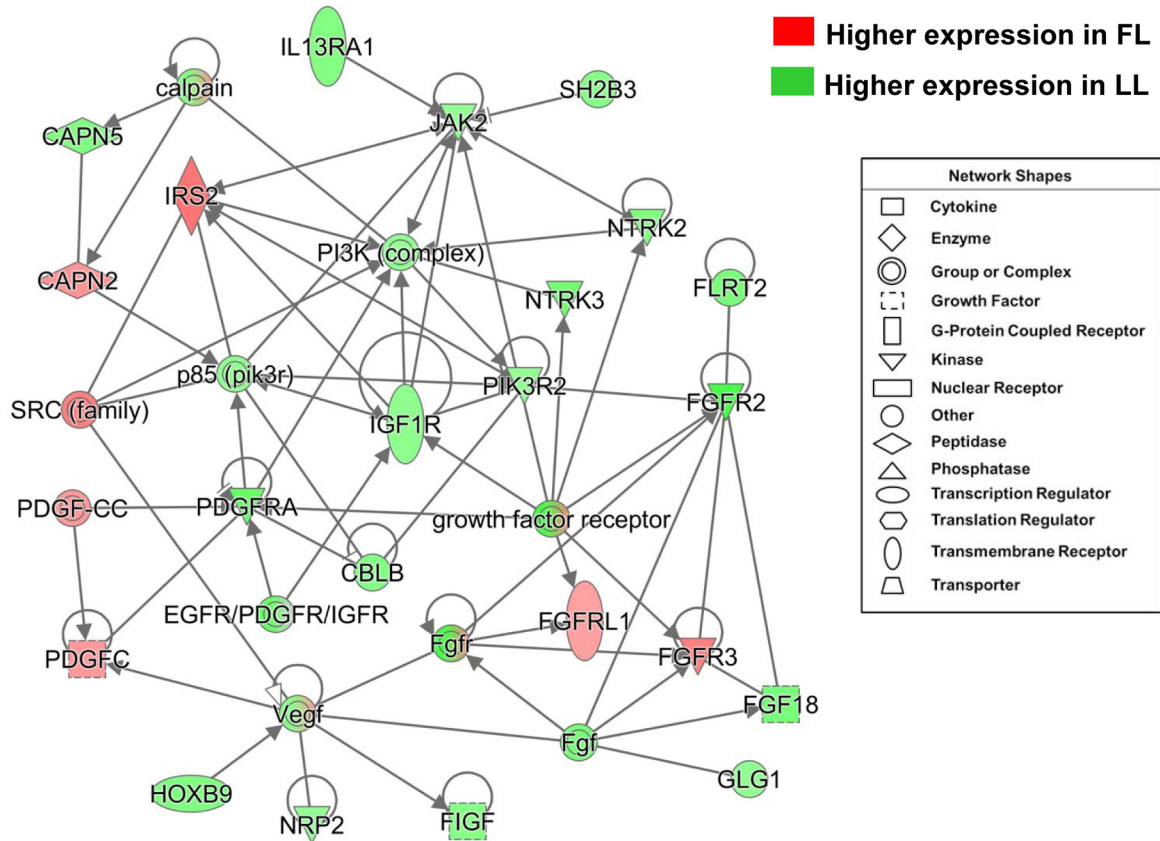 IL13RA1
Higher expression in FL
Higher expression in LL
calpain
SH2B3
CAPN5
JAK2
IRS2
NTRK2
PI3K (complex)
CAPN2
NTRK3
FLRT2
p85 (pik3r)
PIK3R2
SRC (family)
IGF1R
FGFR2
PDGF-CC
PDGFRA
growth factor receptor
CBLB
EGFR/PDGFR/IGFR
Fgfr
FGFRL1
PDGFC
FGFR3
Vegf
FGF18
Fgf
HOXB9
GLG1
NRP2
FIGF
Network Shapes
Cytokine
Enzyme
Group or Complex
Growth Factor
G-Protein Coupled Receptor
Kinase
Nuclear Receptor
Other
Peptidase
Phosphatase
Transcription Regulator
Translation Regulator
Transmembrane Receptor
Transporter